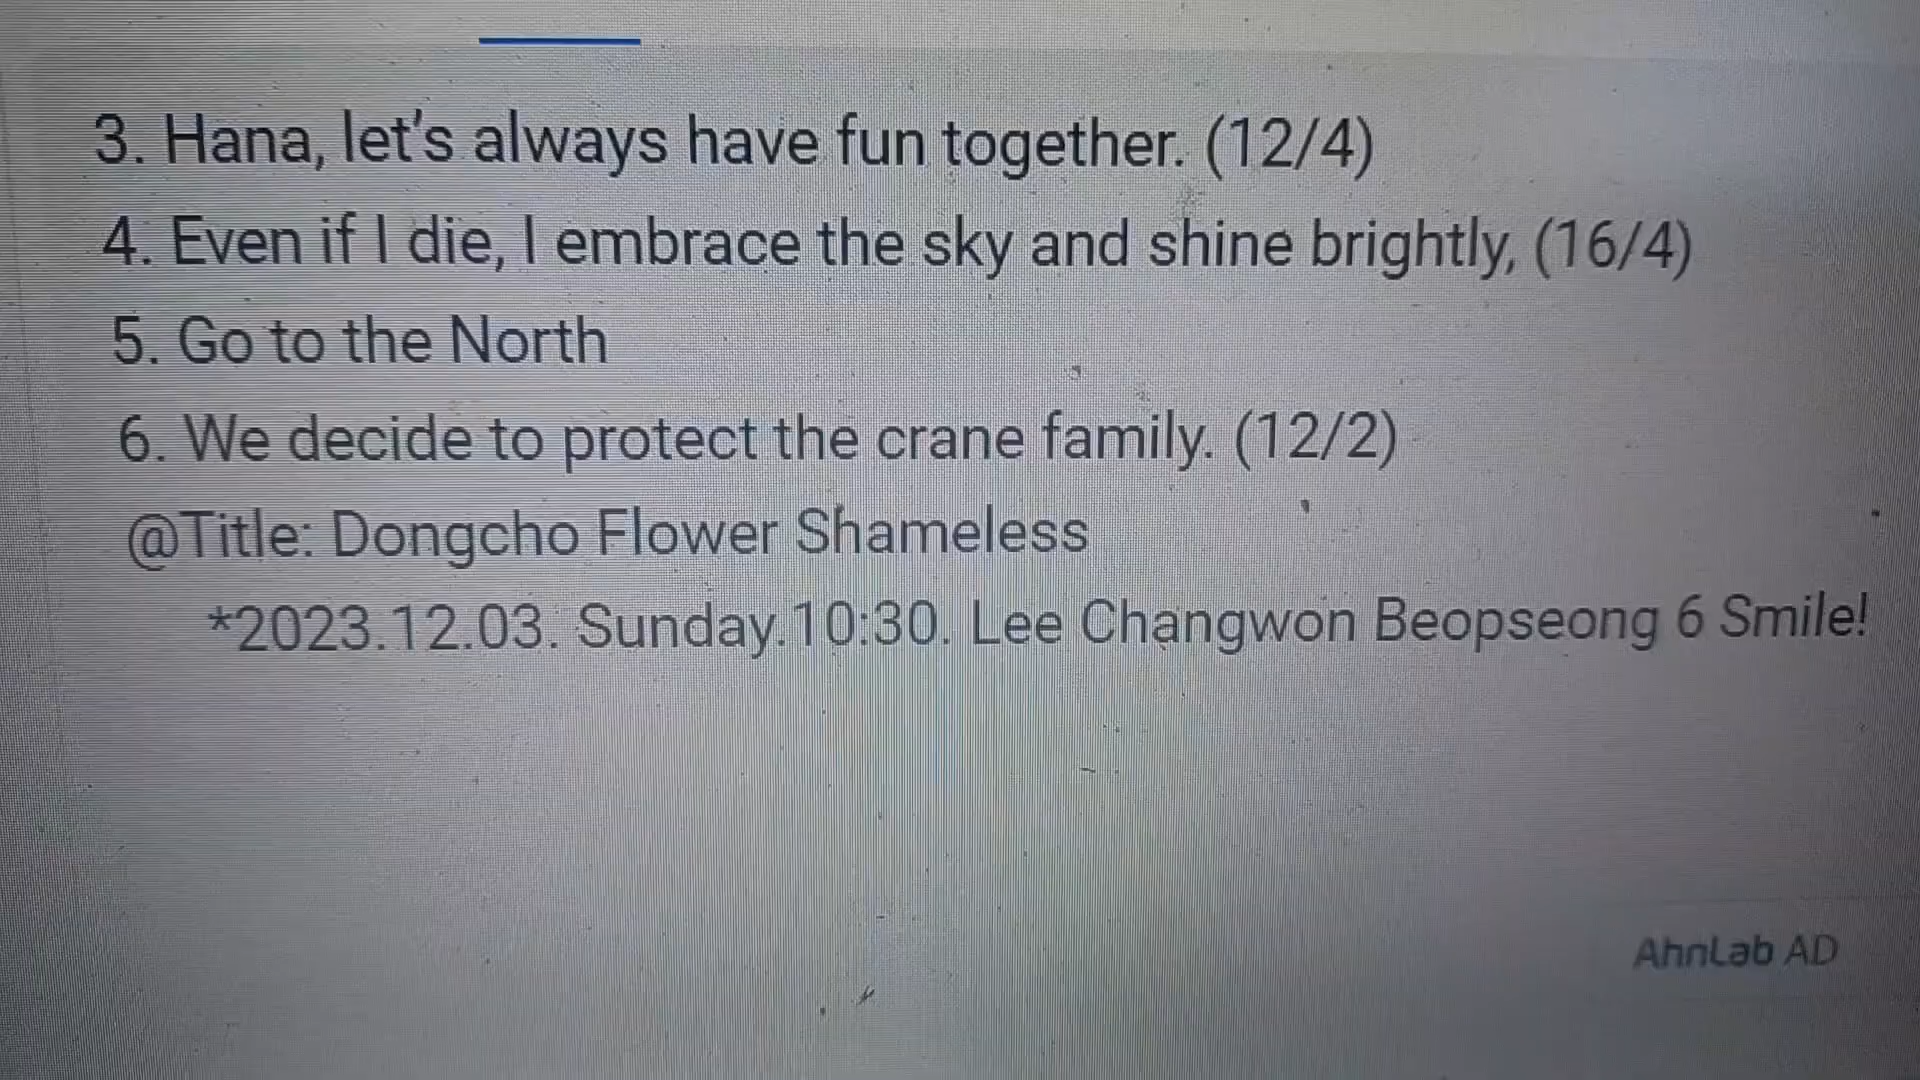 3. Hana, let's always have fun together. (12/4)
4. Even if I die, I embrace the sky and shine brightly, (16/4)
5. Go to the North
6. We decide to protect the crane family. (12/2)
@Title: Dongcho Flower Shameless
*2023.12.03. Sunday.10:30. Lee Changwon Beopseong 6 Smile!
AhnLab AD